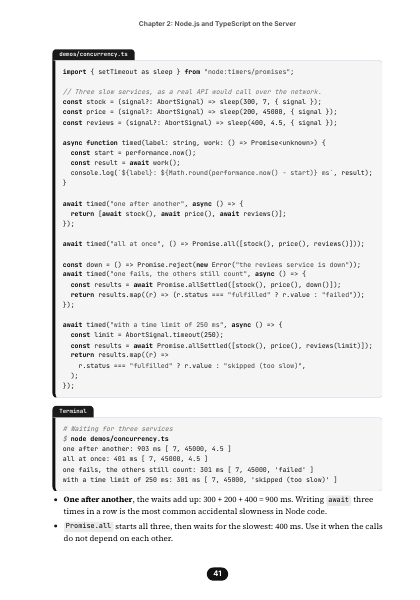 Chapter 2: Node.js and TypeScript on the Server
demos/concurrency.ts
import { setTimeout as sleep } from "node:timers/promises";
// Three slow services, as a real API would call over the network.
const stock = (signal?: AbortSignal) => sleep(300, 7, { signal });
const price = (signal?: AbortSignal) => sleep(200, 45000, { signal });
const reviews = (signal?: AbortSignal) => sleep(400, 4.5, { signal });
async function timed(label: string, work: () => Promise<unknown>) {
const start = performance.now();
const result = await work();
console.log(`${label}: ${Math.round(performance.now() - start)} ms`, result);
}
await timed("one after another", async () => {
return [await stock(), await price(), await reviews()];
});
await timed("all at once", () => Promise.all([stock(), price(), reviews()]));
const down = () => Promise.reject(new Error("the reviews service is down"));
await timed("one fails, the others still count", async () => {
const results = await Promise.allSettled([stock(), price(), down()]);
return results.map((r) => (r.status === "fulfilled" ? r.value : "failed"));
});
await timed("with a time limit of 250 ms", async () => {
const limit = AbortSignal.timeout(250);
const results = await Promise.allSettled([stock(), price(), reviews(limit)]);
return results.map((r) =>
r.status === "fulfilled" ? r.value : "skipped (too slow)",
);
});
Terminal
# Waiting for three services
$ node demos/concurrency.ts
one after another: 903 ms [ 7, 45000, 4.5 ]
all at once: 401 ms [ 7, 45000, 4.5 ]
one fails, the others still count: 301 ms [ 7, 45000, 'failed' ]
with a time limit of 250 ms: 301 ms [ 7, 45000, 'skipped (too slow)' ]
• One after another, the waits add up: 300 + 200 + 400 = 900 ms. Writing await three
times in a row is the most common accidental slowness in Node code.
• Promise.all starts all three, then waits for the slowest: 400 ms. Use it when the calls
do not depend on each other.
41